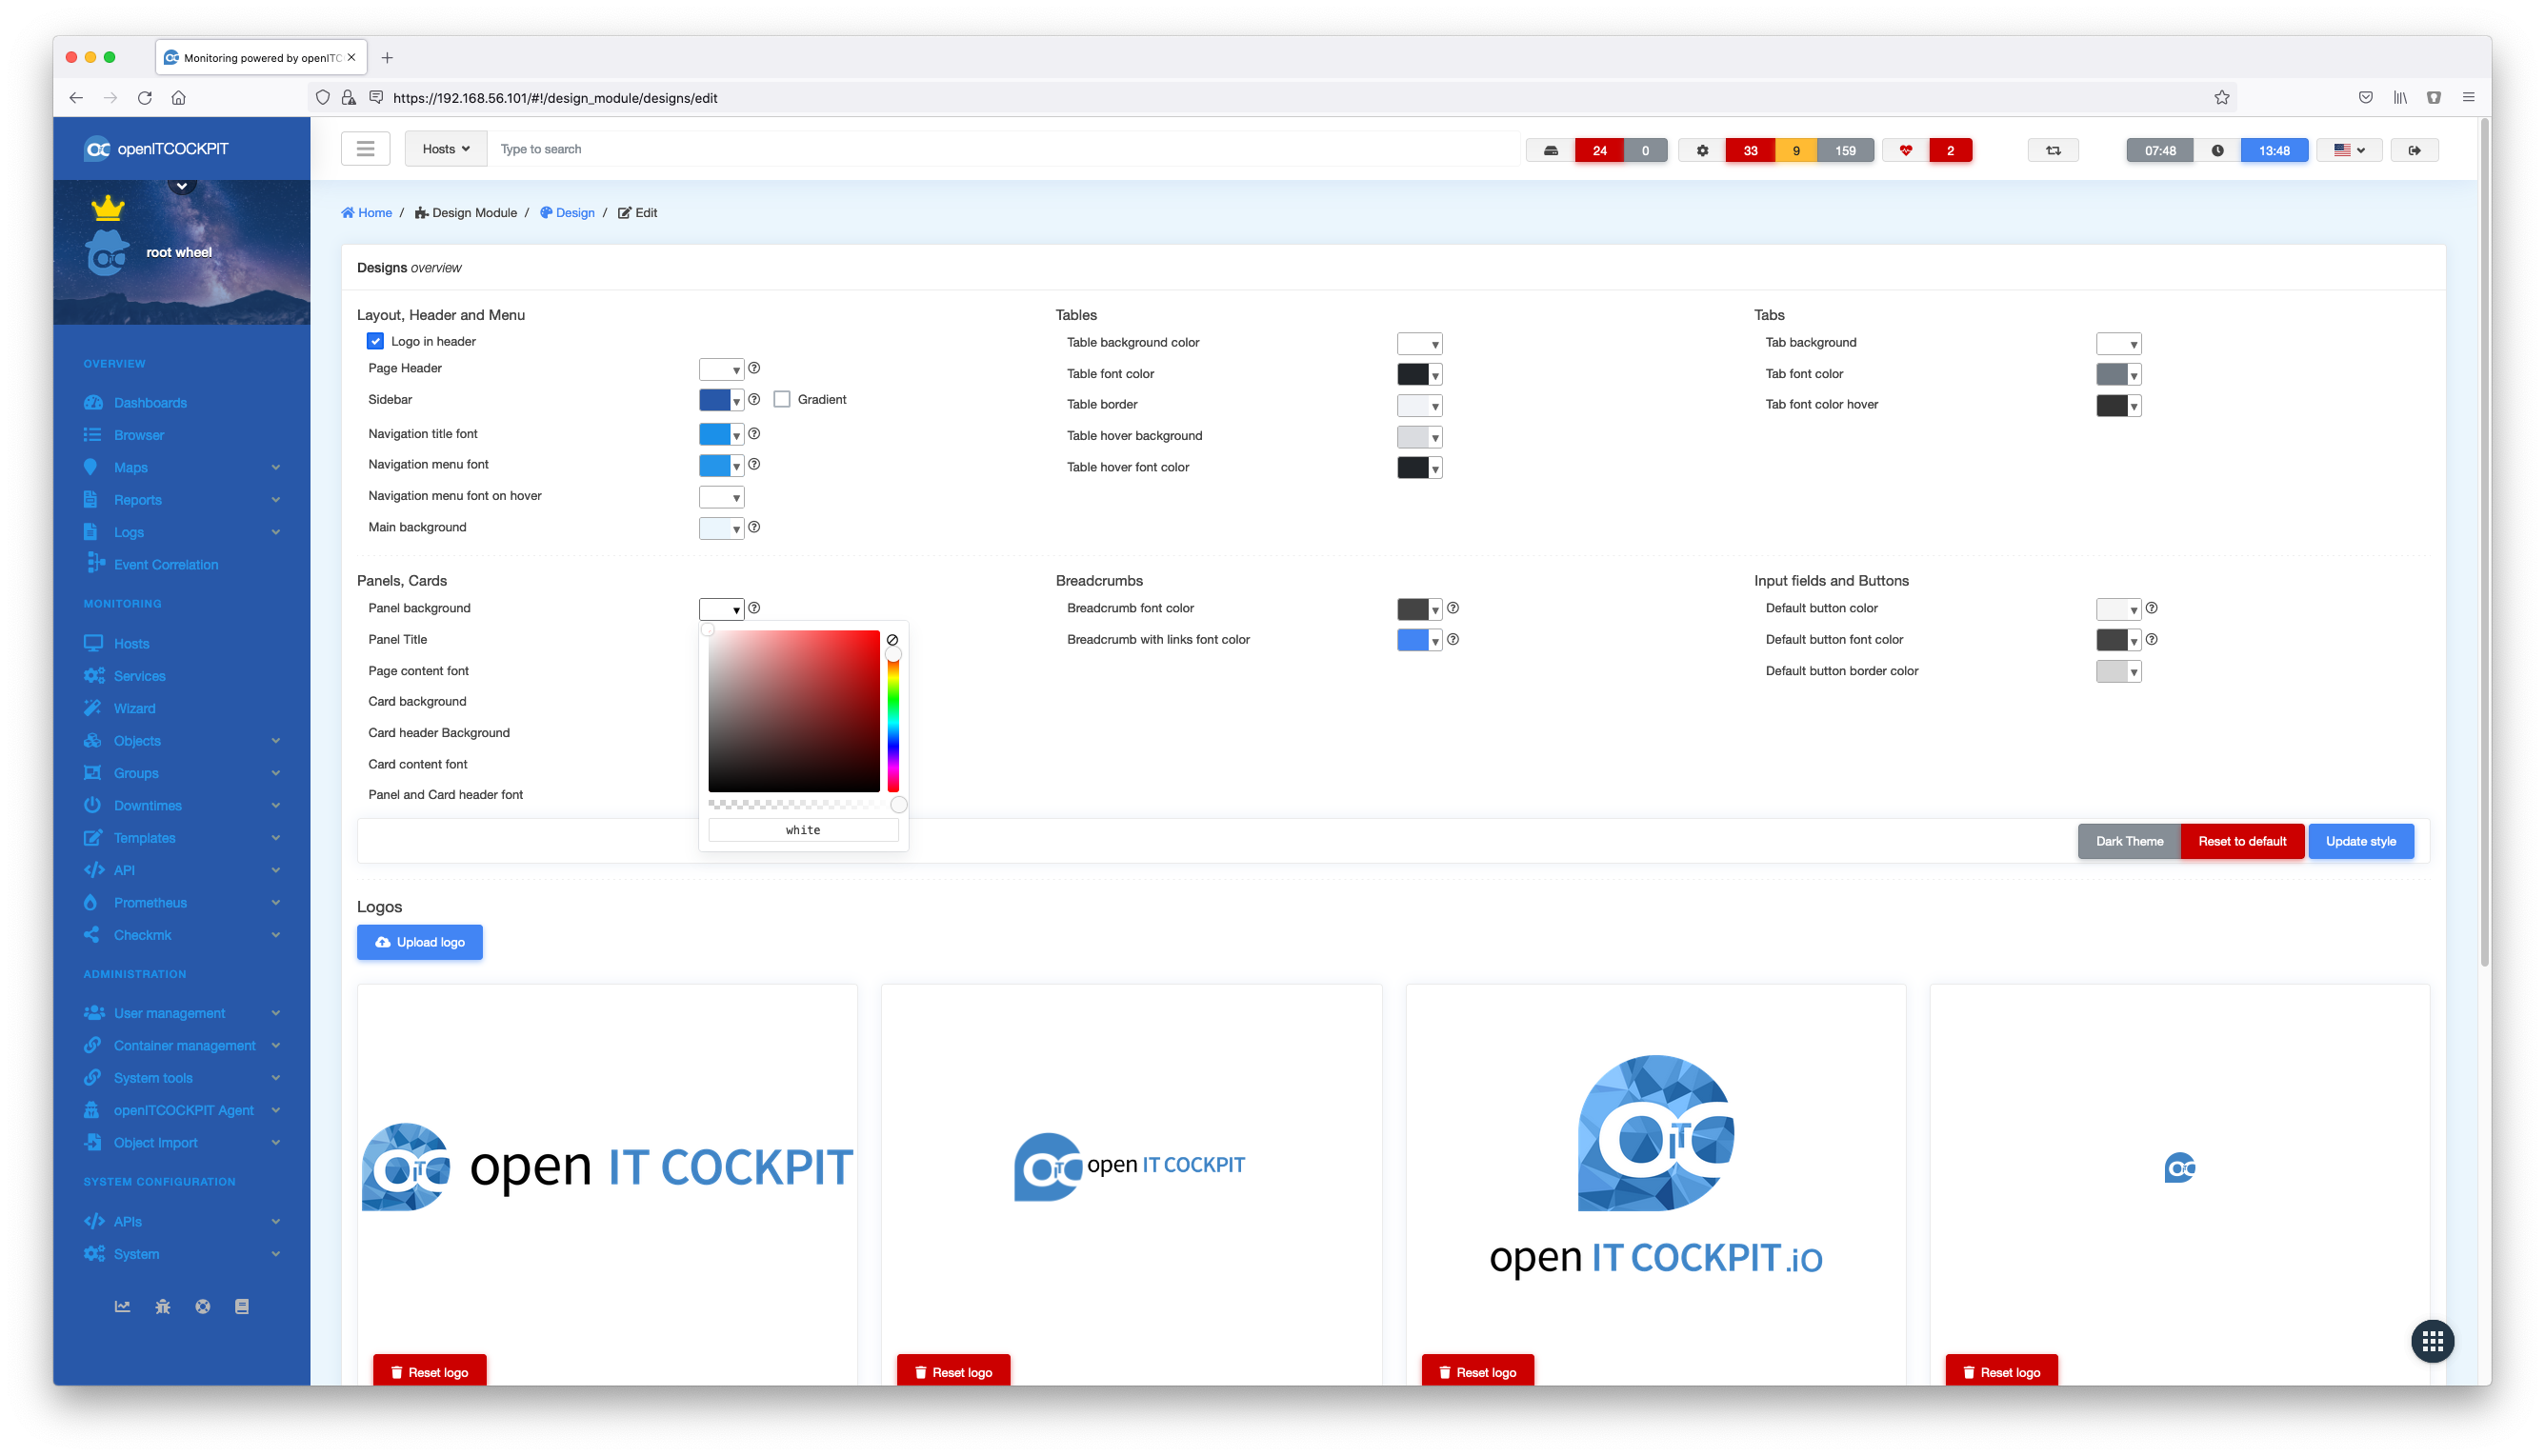 Monitoring powered by openITC
https://192.168.56.101/#!/design_module/designs/edit
openITCOCKPIT
Hosts
Type to search
24
0
33
9
159
2
07:48
13:48
root wheel
Home / Design Module / Design / Edit
OVERVIEW
Dashboards
Browser
Maps
Reports
Logs
Event Correlation
MONITORING
Hosts
Services
Wizard
Objects
Groups
Downtimes
Templates
API
Prometheus
Checkmk
ADMINISTRATION
User management
Container management
System tools
openITCOCKPIT Agent
Object Import
SYSTEM CONFIGURATION
APIs
System
Designs overview
Layout, Header and Menu
Logo in header
Page Header
Sidebar
Gradient
Navigation title font
Navigation menu font
Navigation menu font on hover
Main background
Tables
Table background color
Table font color
Table border
Table hover background
Table hover font color
Tabs
Tab background
Tab font color
Tab font color hover
Panels, Cards
Panel background
Panel Title
Page content font
Card background
Card header Background
Card content font
Panel and Card header font
white
Breadcrumbs
Breadcrumb font color
Breadcrumb with links font color
Input fields and Buttons
Default button color
Default button font color
Default button border color
Dark Theme
Reset to default
Update style
Logos
Upload logo
open IT COCKPIT
open IT COCKPIT
open IT COCKPIT.io
Reset logo
Reset logo
Reset logo
Reset logo